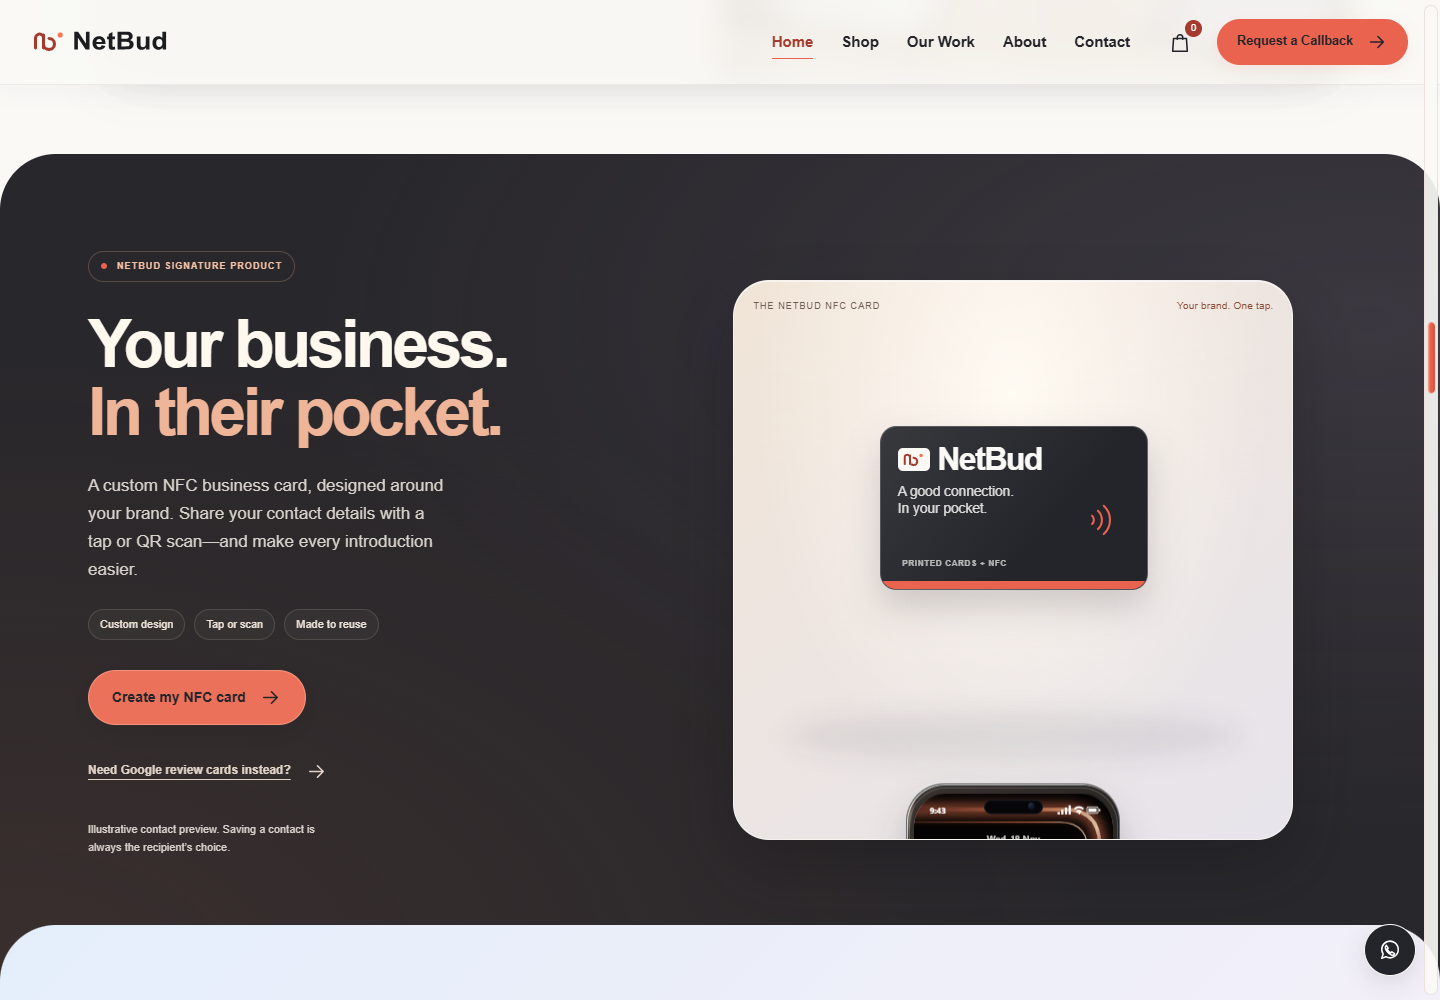 NetBud
Home
Shop
Our Work
About
Contact
0
Request a Callback
NETBUD SIGNATURE PRODUCT
Your business.
In their pocket.
A custom NFC business card, designed around
your brand. Share your contact details with a
tap or QR scan—and make every introduction
easier.
Custom design
Tap or scan
Made to reuse
Create my NFC card
Need Google review cards instead?
Illustrative contact preview. Saving a contact is
always the recipient's choice.
THE NETBUD NFC CARD
Your brand. One tap.
NetBud
A good connection.
In your pocket.
PRINTED CARDS + NFC
9:43
Wed, 19 Nov